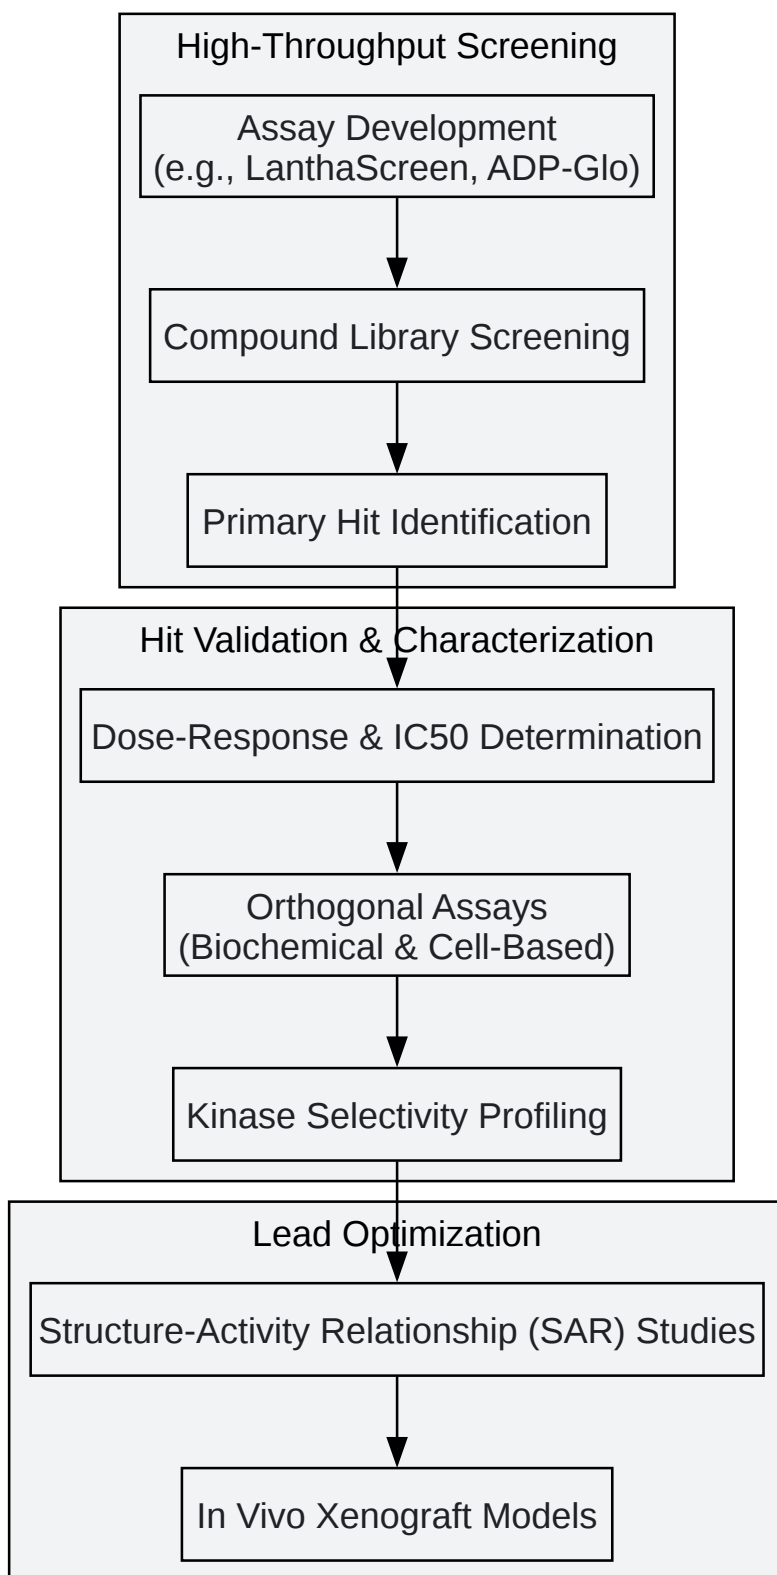 High-Throughput Screening
Assay Development
(e.g., LanthaScreen, ADP-Glo)
Compound Library Screening
Primary Hit Identification
Hit Validation & Characterization
Dose-Response & IC50 Determination
Orthogonal Assays
(Biochemical & Cell-Based)
Kinase Selectivity Profiling
Lead Optimization
Structure-Activity Relationship (SAR) Studies
In Vivo Xenograft Models